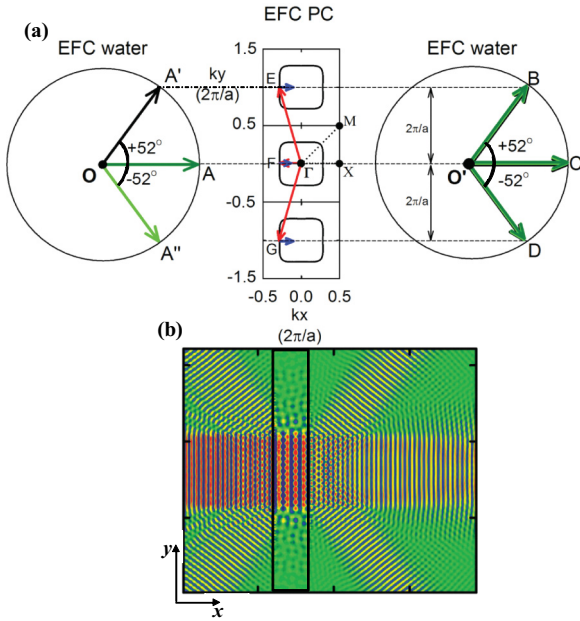 EFC PC
(a)
EFC water
EFC water
A'
ky
(2π/a)
1.5
E
B
0.5
M
2π/a
+52°
O
A
F
Γ
X
+52°
O'
C
-52°
-0.5
2π/a
-52°
A''
G
D
-1.5
-0.5
0.0
0.5
kx
(2π/a)
(b)
y
x